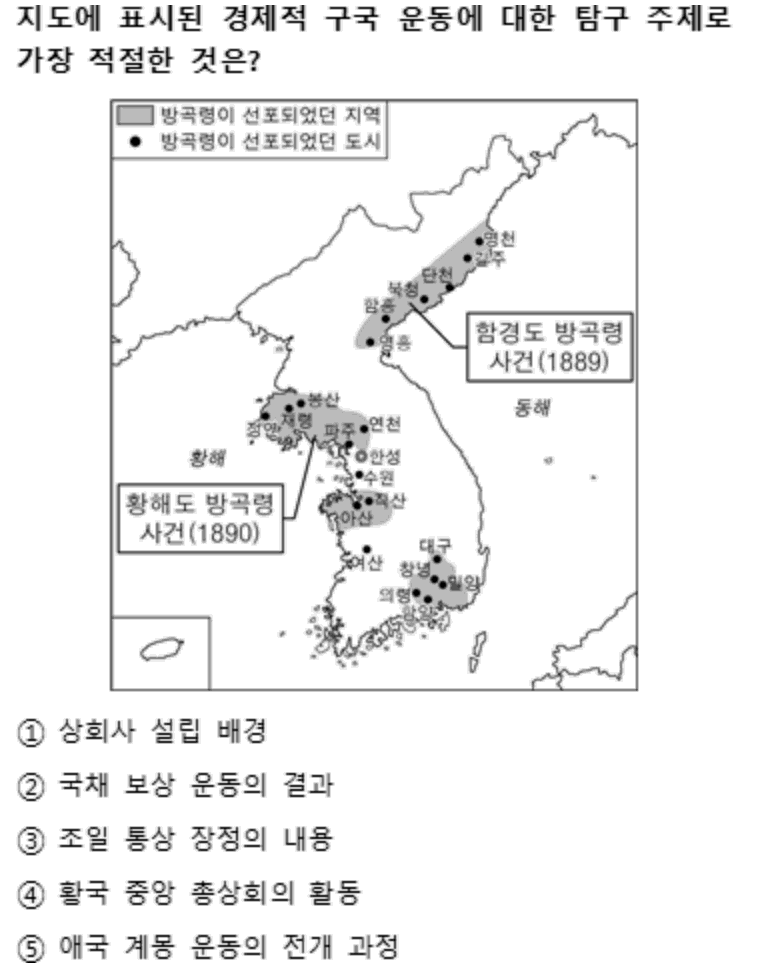 지도에 표시된 경제적 구국 운동에 대한 탐구 주제로
가장 적절한 것은?
방곡령이 선포되었던 지역
방곡령이 선포되었던 도시
명천
길주
단천
북청
함흥
영흥
함경도 방곡령
사건(1889)
동해
봉산
재령
정연
파주
연천
한성
수원
황해
황해도 방곡령
사건(1890)
직산
아산
여산
대구
창녕
밀양
의령
함양
① 상회사 설립 배경
② 국채 보상 운동의 결과
③ 조일 통상 장정의 내용
④ 황국 중앙 총상회의 활동
⑤ 애국 계몽 운동의 전개 과정